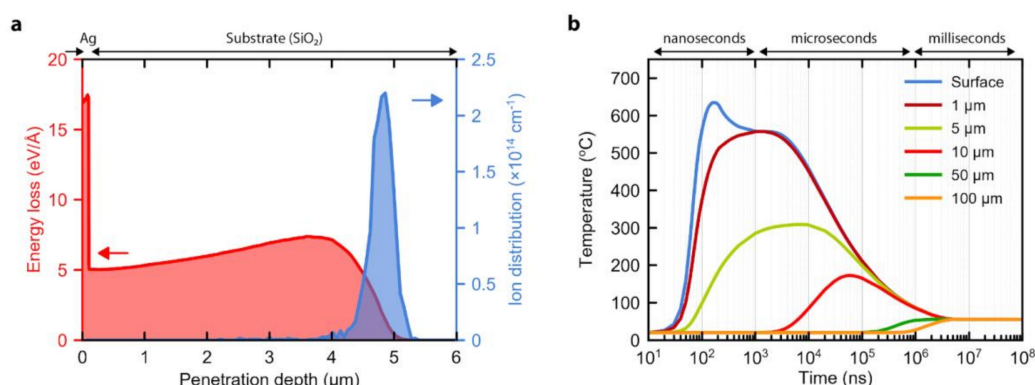 a
Ag
Substrate (SiO₂)
20
15
10
5
0
Energy loss (eV/Å)
2.5
2
1.5
1
0.5
0
Ion distribution (×10¹⁴ cm⁻¹)
0 1 2 3 4 5 6
Penetration depth (μm)
b
nanoseconds microseconds milliseconds
700
600
500
400
300
200
100
0
Temperature (°C)
Surface
1 μm
5 μm
10 μm
50 μm
100 μm
10¹ 10² 10³ 10⁴ 10⁵ 10⁶ 10⁷ 10⁸
Time (ns)